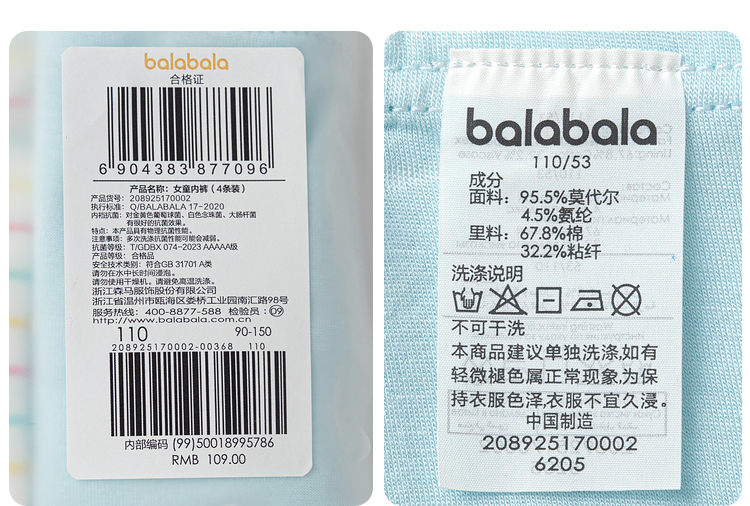 balabala
合格证
6 904383 877096
产品名称: 女童内裤（4条装）
产品货号: 208925170002
执行标准: Q/BALABALA 17-2020
内裆抗菌: 对金黄色葡萄球菌、白色念珠菌、大肠杆菌
有很好的抗菌效果。
特点: 本产品具有物理抗菌性能。
注意事项: 多次洗涤抗菌性能可能会减弱。
抗菌等级: T/GDBX 074-2023 AAAAA级
产品等级: 合格品
安全技术类别: 符合GB 31701 A类
请勿在水中长时间浸泡。
请勿使用干燥机。请避免高温洗涤。
浙江森马服饰股份有限公司
浙江省温州市瓯海区娄桥工业园南汇路98号
服务热线: 400-8877-588 检验员: 09
http://www.balabala.com.cn
110 90-150
208925170002-00368 110
内部编码 (99)50018995786
RMB 109.00
balabala
110/53
成分
面料: 95.5%莫代尔
4.5%氨纶
里料: 67.8%棉
32.2%粘纤
洗涤说明
不可干洗
本商品建议单独洗涤,如有
轻微褪色属正常现象,为保
持衣服色泽,衣服不宜久浸。
中国制造
208925170002
6205